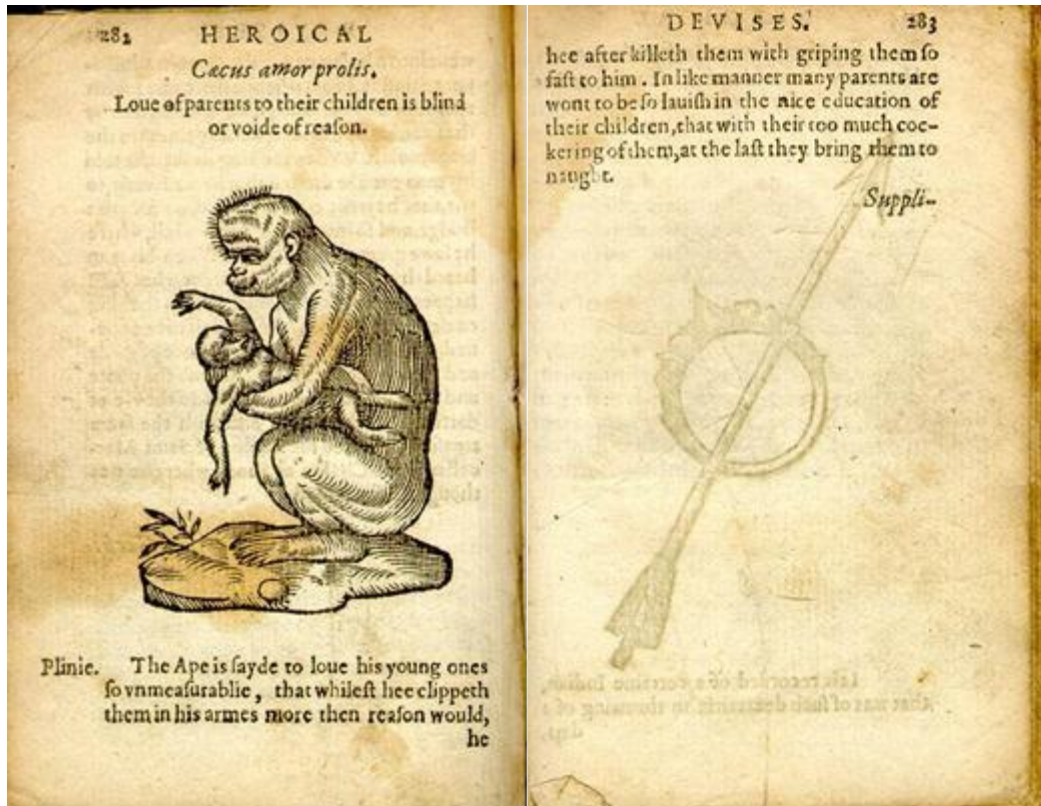 282 HEROICAL
Cæcus amor prolis.
Loue of parents to their children is blind
or voide of reaſon.
Plinie. The Ape is ſayde to loue his young ones
ſo vnmeaſurablie, that whileſt hee clippeth
them in his armes more then reaſon would,
he
DEVISES. 283
hee after killeth them with griping them ſo
faſt to him. In like manner many parents are
wont to be ſo lauiſh in the nice education of
their children, that with their too much coc-
kering of them, at the laſt they bring them to
naught.
Suppli-